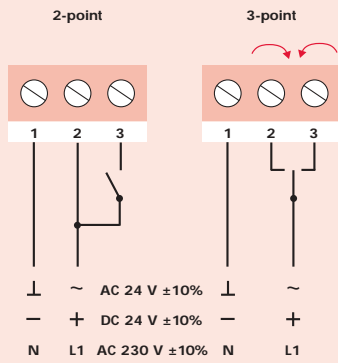 2-point 3-point
1 2 3 1 2 3
⊥ ~ AC 24 V ±10% ⊥ ~
− + DC 24 V ±10% − +
N L1 AC 230 V ±10% N L1